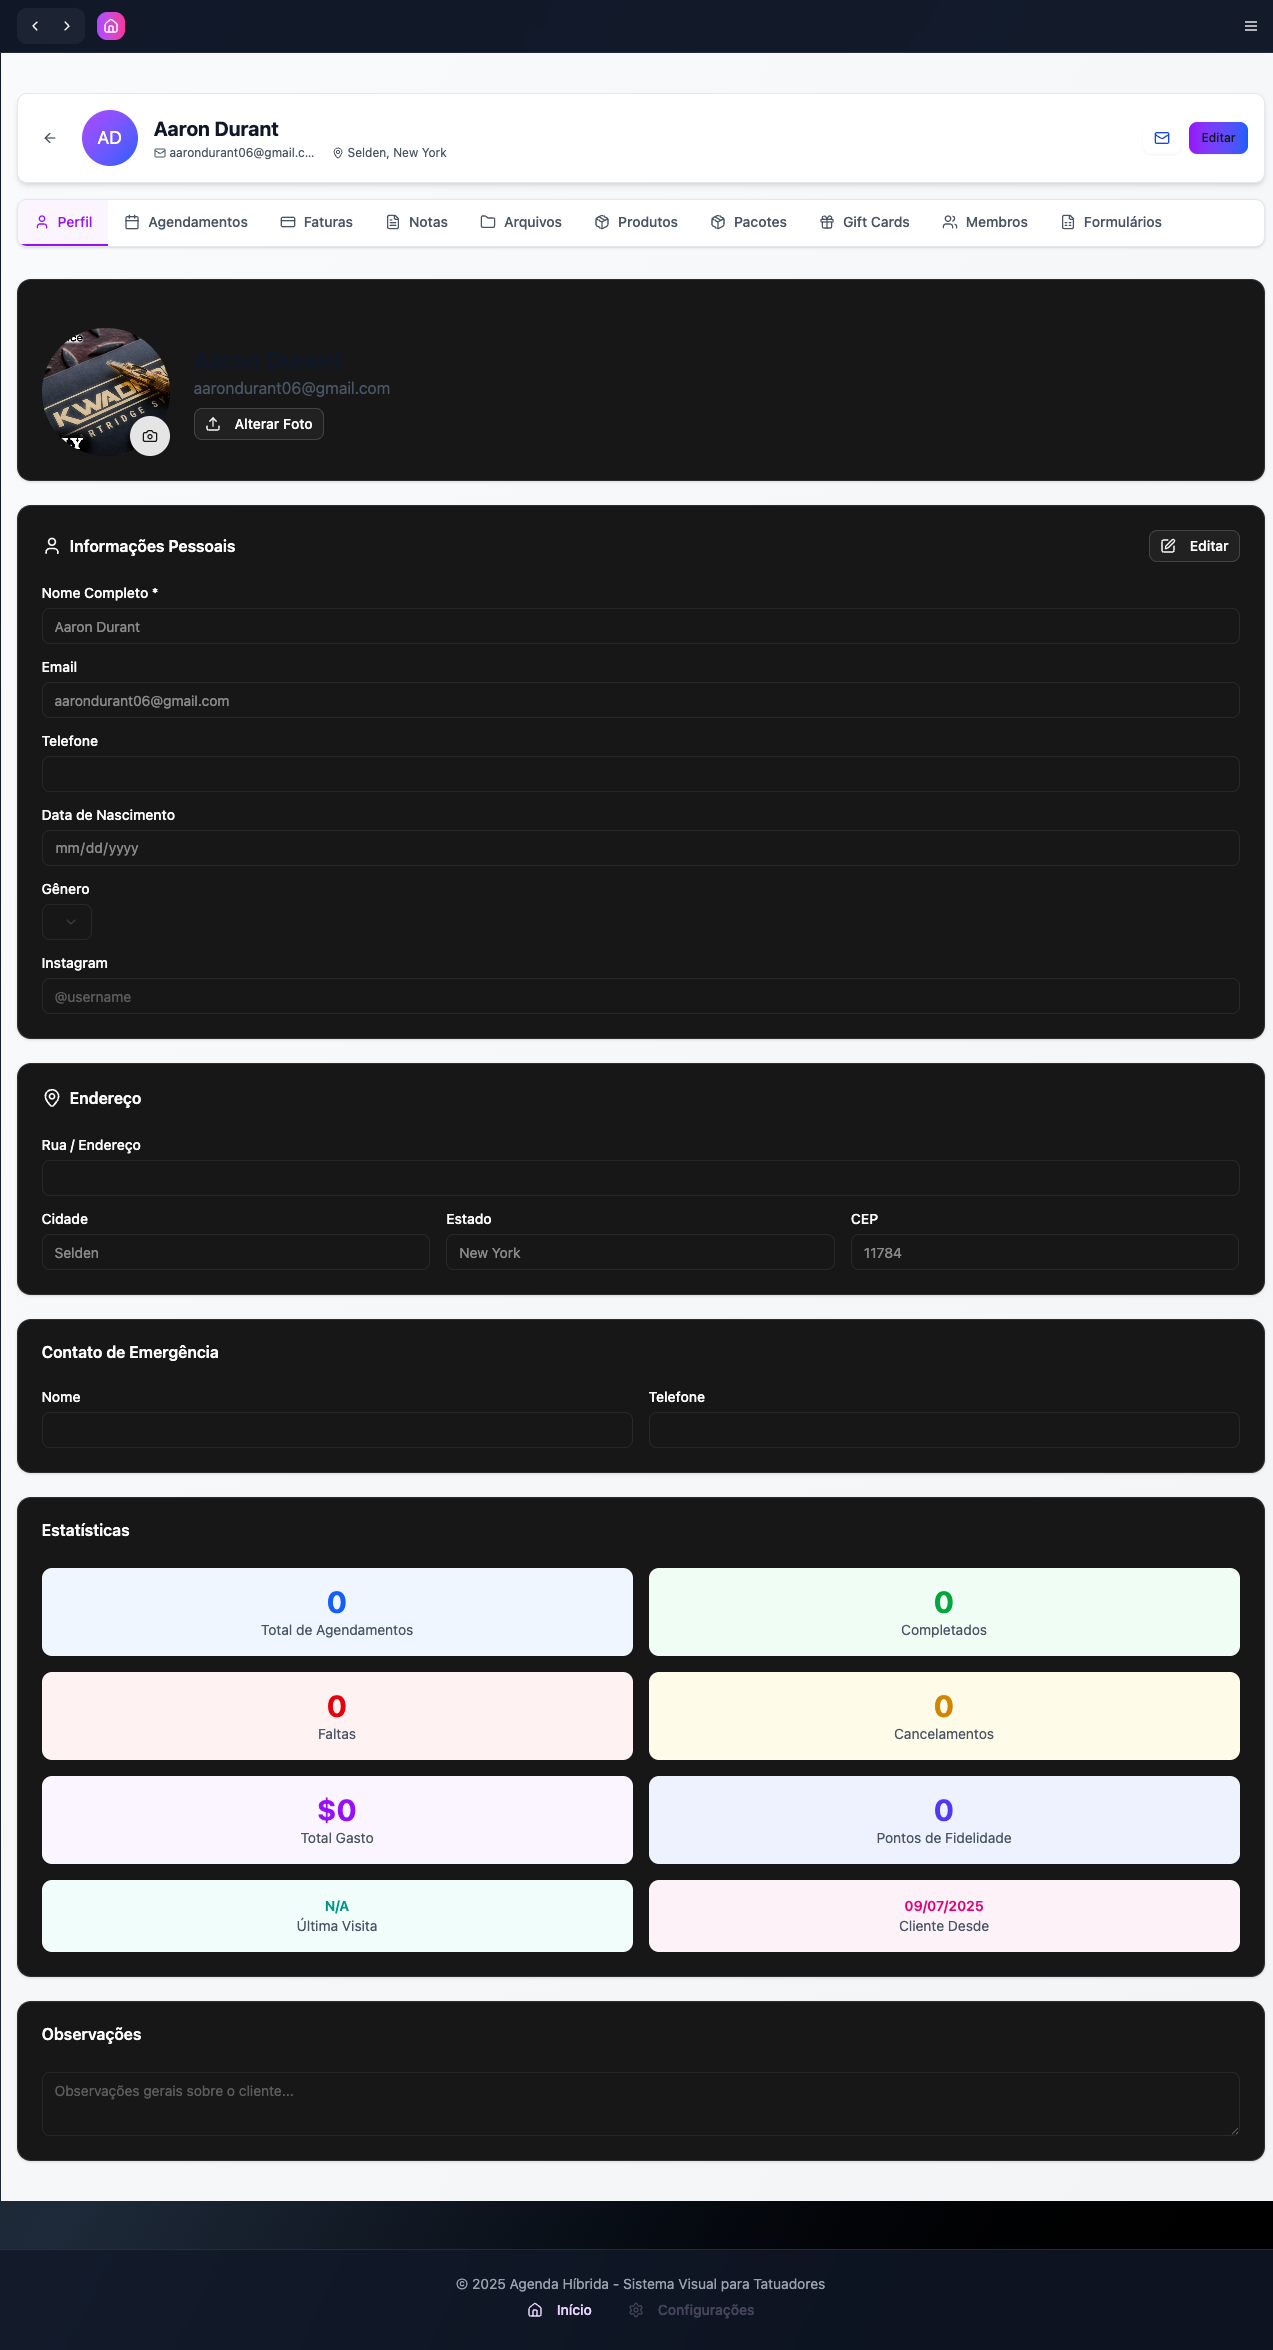 AD
Aaron Durant
aarondurant06@gmail.c...
Selden, New York
Editar
Perfil
Agendamentos
Faturas
Notas
Arquivos
Produtos
Pacotes
Gift Cards
Membros
Formulários
Aaron Durant
KWADRON
CARTRIDGE SY
aarondurant06@gmail.com
Alterar Foto
Informações Pessoais
Editar
Nome Completo *
Aaron Durant
Email
aarondurant06@gmail.com
Telefone
Data de Nascimento
mm/dd/yyyy
Gênero
Instagram
@username
Endereço
Rua / Endereço
Cidade
Estado
CEP
Selden
New York
11784
Contato de Emergência
Nome
Telefone
Estatísticas
0
Total de Agendamentos
0
Completados
0
Faltas
0
Cancelamentos
$0
Total Gasto
0
Pontos de Fidelidade
N/A
Última Visita
09/07/2025
Cliente Desde
Observações
Observações gerais sobre o cliente...
© 2025 Agenda Híbrida - Sistema Visual para Tatuadores
Início
Configurações